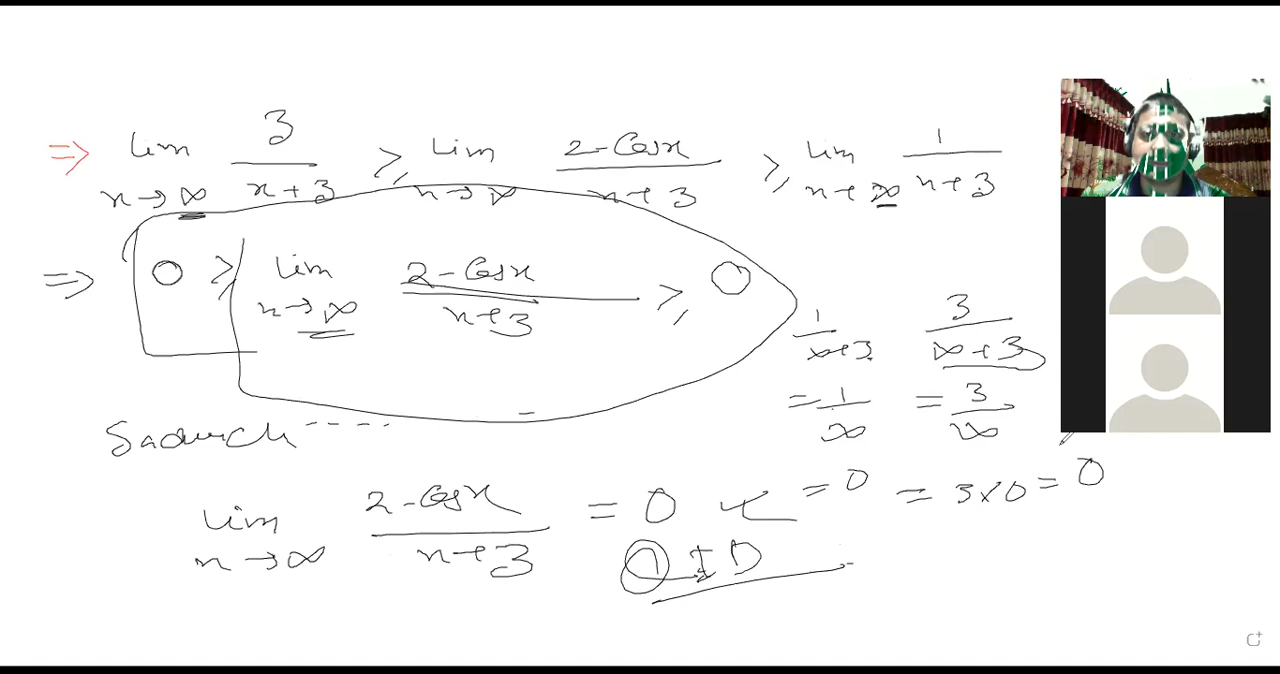 ⇒ lim x→∞ 3/(x+3) ≥ lim x→∞ (2-Cosx)/(x+3) ≥ lim x→∞ 1/(x+3)
⇒ 0 ≥ lim x→∞ (2-Cosx)/(x+3) ≥ 0
1/(∞+3) 3/(∞+3)
= 1/∞ = 3/∞
= 0 = 3×0 = 0
Sadwich ----
lim x→∞ (2-Cosx)/(x+3) = 0